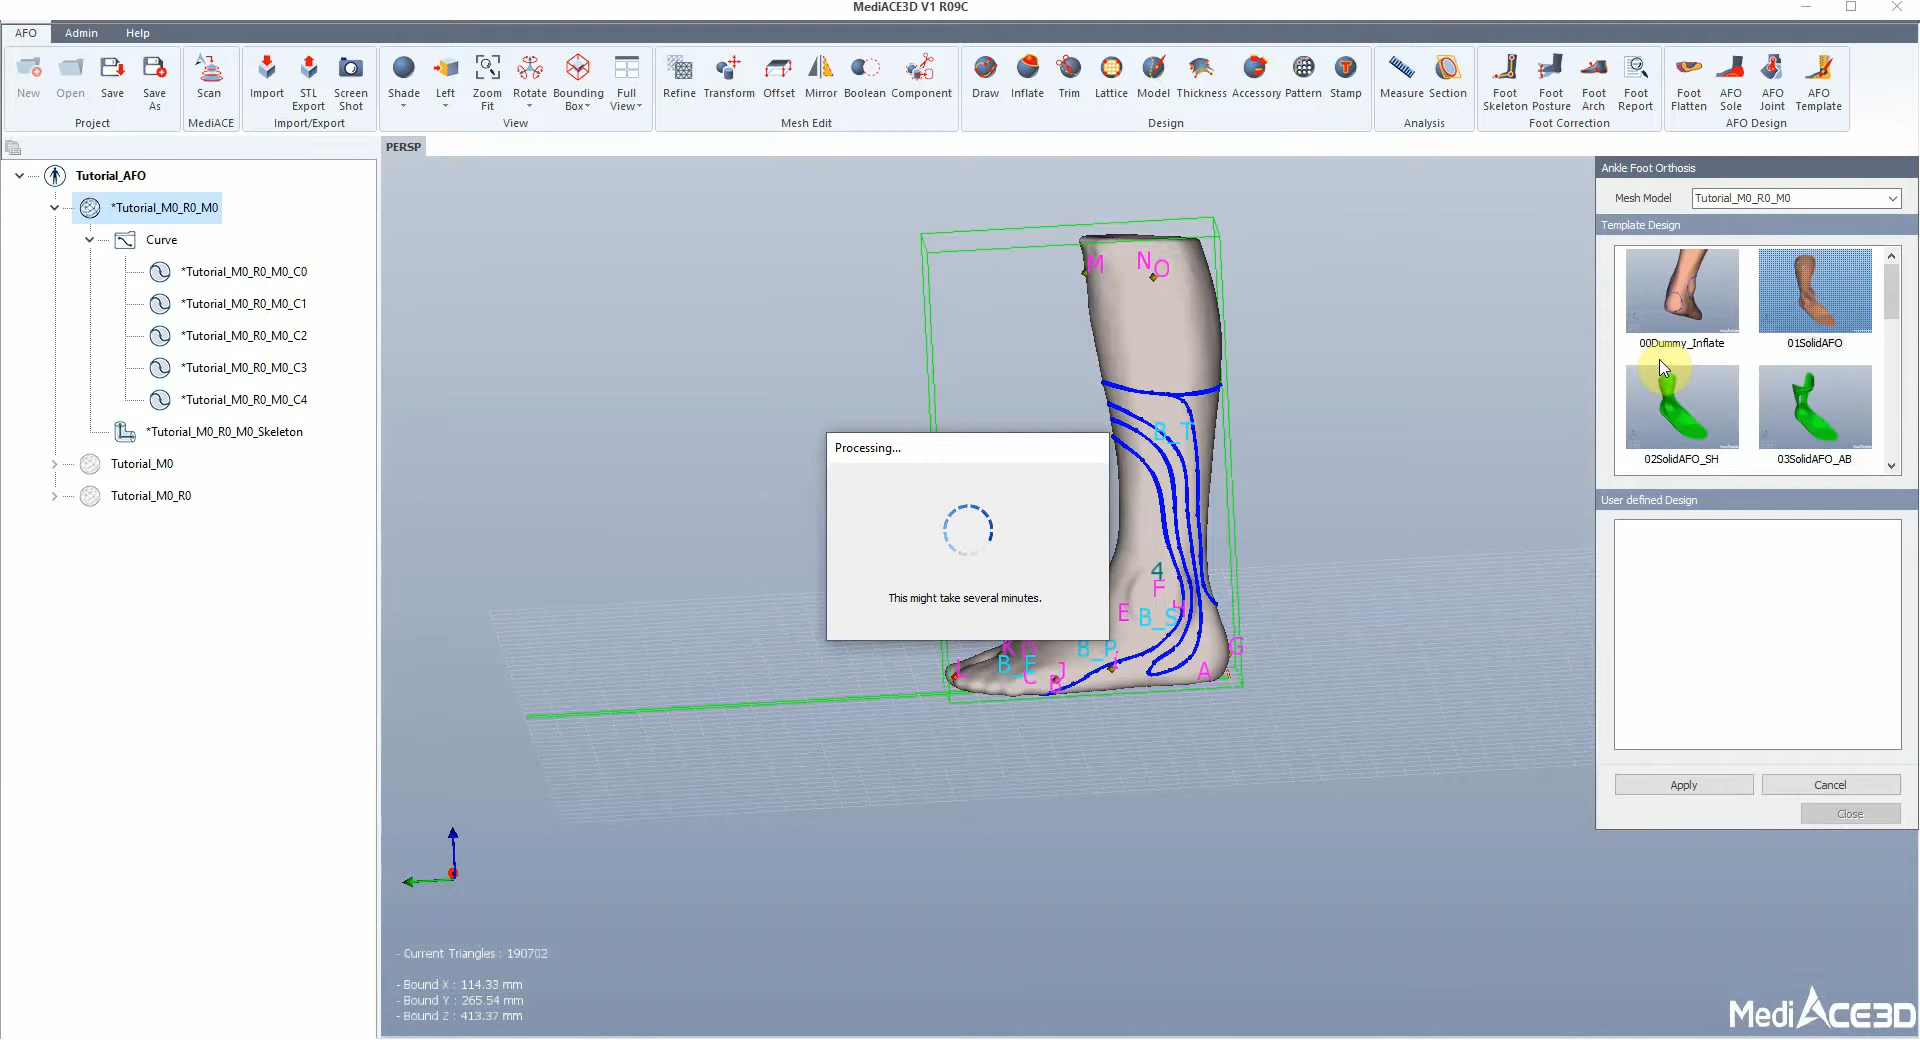 MediACE3D V1 R09C
AFO Admin Help
New Open Save Save As
Project
Scan
MediACE
Import STL Export Screen Shot
Import/Export
Shade Left Zoom Fit Rotate Bounding Box Full View
View
Refine Transform Offset Mirror Boolean Component
Mesh Edit
Draw Inflate Trim Lattice Model Thickness Accessory Pattern Stamp
Design
Measure Section
Analysis
Foot Skeleton Foot Posture Foot Arch Foot Report
Foot Correction
Foot Flatten AFO Sole AFO Joint AFO Template
AFO Design
PERSP
Tutorial_AFO
*Tutorial_M0_R0_M0
Curve
*Tutorial_M0_R0_M0_C0
*Tutorial_M0_R0_M0_C1
*Tutorial_M0_R0_M0_C2
*Tutorial_M0_R0_M0_C3
*Tutorial_M0_R0_M0_C4
*Tutorial_M0_R0_M0_Skeleton
Tutorial_M0
Tutorial_M0_R0
M N O
B_T
4
F
E B_S H
K D B_P I G
L B_F C J B A
Processing...
This might take several minutes.
- Current Triangles : 190702
- Bound X : 114.33 mm
- Bound Y : 265.54 mm
- Bound Z : 413.37 mm
Ankle Foot Orthosis
Mesh Model Tutorial_M0_R0_M0
Template Design
00Dummy_Inflate 01SolidAFO
02SolidAFO_SH 03SolidAFO_AB
User defined Design
Apply Cancel
Close
MediACE3D